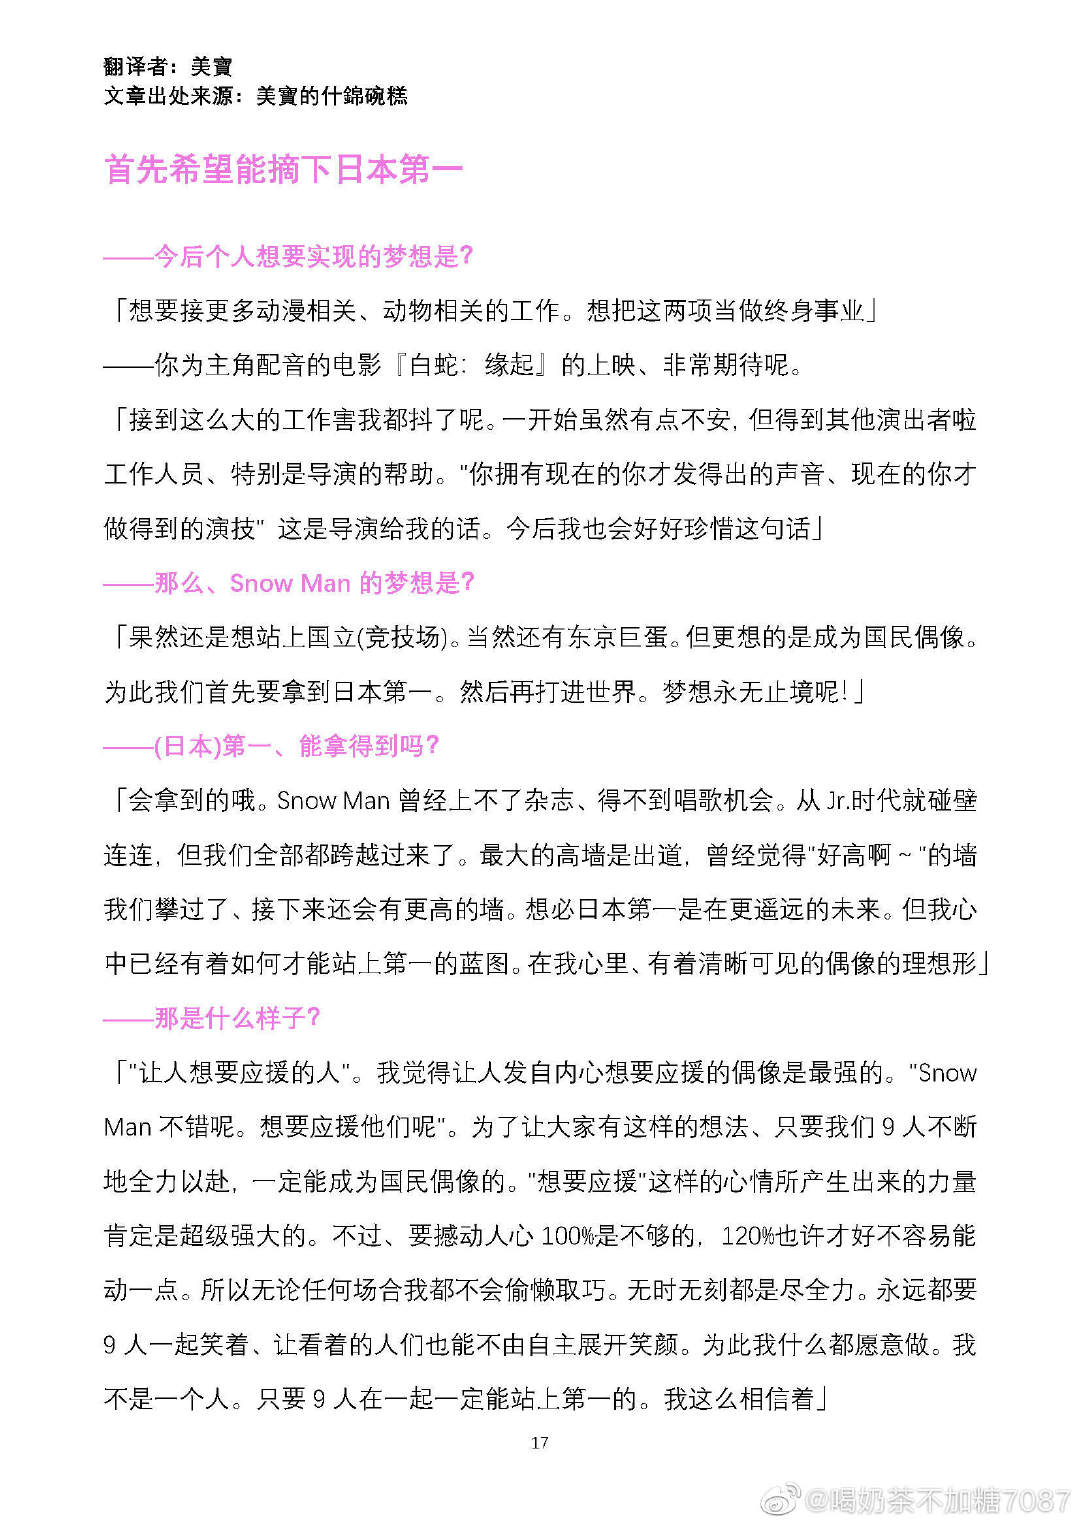 翻译者：美寶
文章出处来源：美寶的什錦碗糕
首先希望能摘下日本第一
——今后个人想要实现的梦想是？
「想要接更多动漫相关、动物相关的工作。想把这两项当做终身事业」
——你为主角配音的电影『白蛇：缘起』的上映、非常期待呢。
「接到这么大的工作害我都抖了呢。一开始虽然有点不安，但得到其他演出者啦
工作人员、特别是导演的帮助。"你拥有现在的你才发得出的声音、现在的你才
做得到的演技" 这是导演给我的话。今后我也会好好珍惜这句话」
——那么、Snow Man 的梦想是？
「果然还是想站上国立(竞技场)。当然还有东京巨蛋。但更想的是成为国民偶像。
为此我们首先要拿到日本第一。然后再打进世界。梦想永无止境呢！」
——(日本)第一、能拿得到吗？
「会拿到的哦。Snow Man 曾经上不了杂志、得不到唱歌机会。从 Jr.时代就碰壁
连连，但我们全部都跨越过来了。最大的高墙是出道，曾经觉得"好高啊～"的墙
我们攀过了、接下来还会有更高的墙。想必日本第一是在更遥远的未来。但我心
中已经有着如何才能站上第一的蓝图。在我心里、有着清晰可见的偶像的理想形」
——那是什么样子？
「"让人想要应援的人"。我觉得让人发自内心想要应援的偶像是最强的。"Snow
Man 不错呢。想要应援他们呢"。为了让大家有这样的想法、只要我们 9 人不断
地全力以赴，一定能成为国民偶像的。"想要应援"这样的心情所产生出来的力量
肯定是超级强大的。不过、要撼动人心 100%是不够的，120%也许才好不容易能
动一点。所以无论任何场合我都不会偷懒取巧。无时无刻都是尽全力。永远都要
9 人一起笑着、让看着的人们也能不由自主展开笑颜。为此我什么都愿意做。我
不是一个人。只要 9 人在一起一定能站上第一的。我这么相信着」
17
@喝奶茶不加糖7087